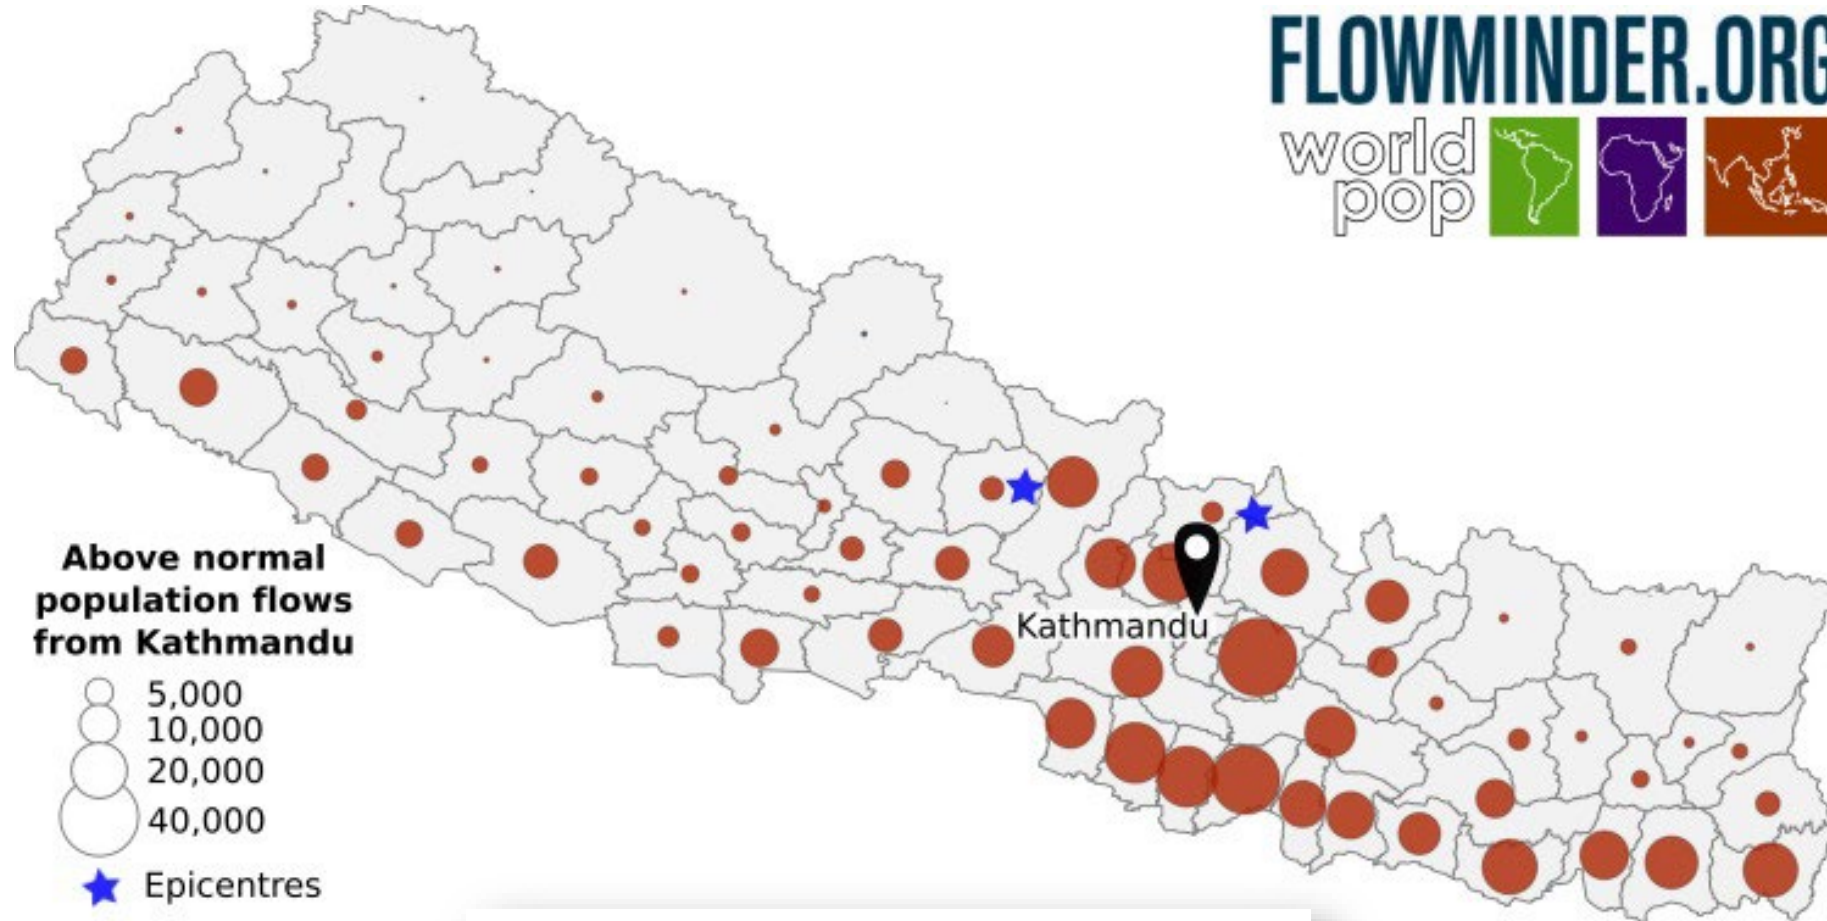 FLOWMINDER.ORG
world
pop
Kathmandu
Above normal
population flows
from Kathmandu
5,000
10,000
20,000
40,000
Epicentres